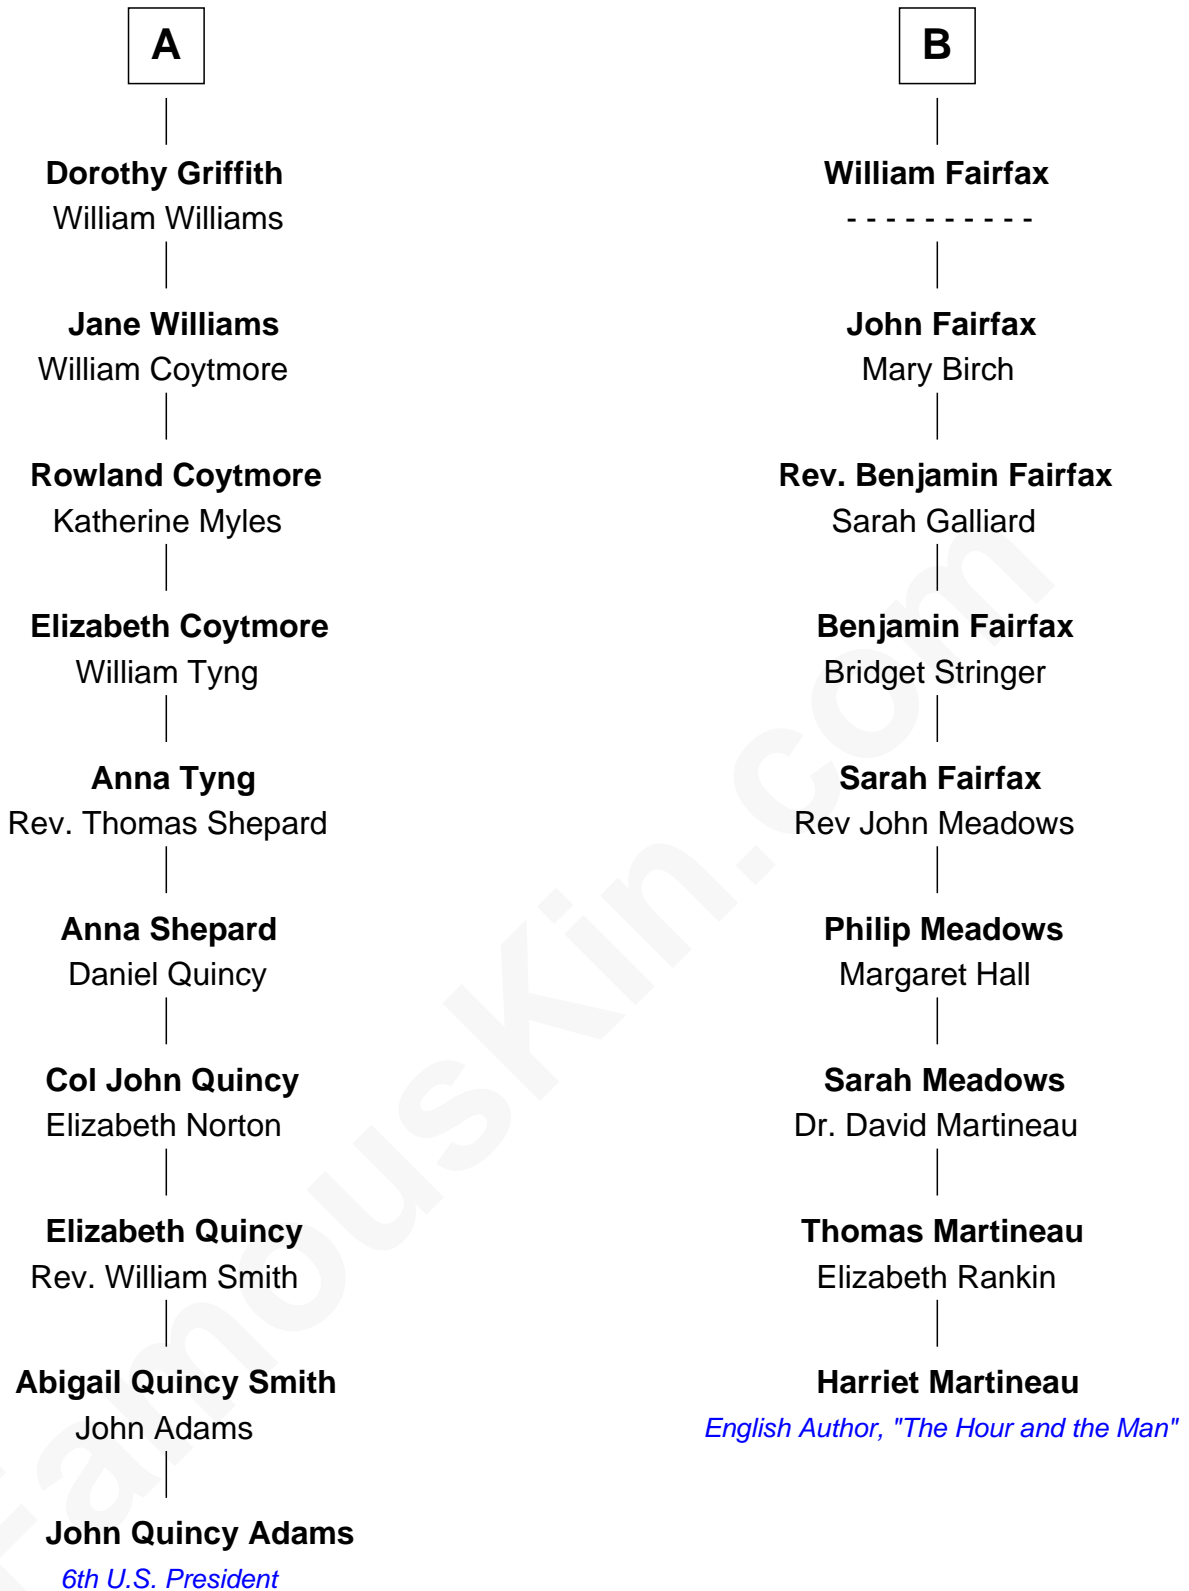 A
Dorothy Griffith
William Williams
Jane Williams
William Coytmore
Rowland Coytmore
Katherine Myles
Elizabeth Coytmore
William Tyng
Anna Tyng
Rev. Thomas Shepard
Anna Shepard
Daniel Quincy
Col John Quincy
Elizabeth Norton
Elizabeth Quincy
Rev. William Smith
Abigail Quincy Smith
John Adams
John Quincy Adams
6th U.S. President
B
William Fairfax
- - - - - - - - - -
John Fairfax
Mary Birch
Rev. Benjamin Fairfax
Sarah Galliard
Benjamin Fairfax
Bridget Stringer
Sarah Fairfax
Rev John Meadows
Philip Meadows
Margaret Hall
Sarah Meadows
Dr. David Martineau
Thomas Martineau
Elizabeth Rankin
Harriet Martineau
English Author, "The Hour and the Man"
FamousKin.com